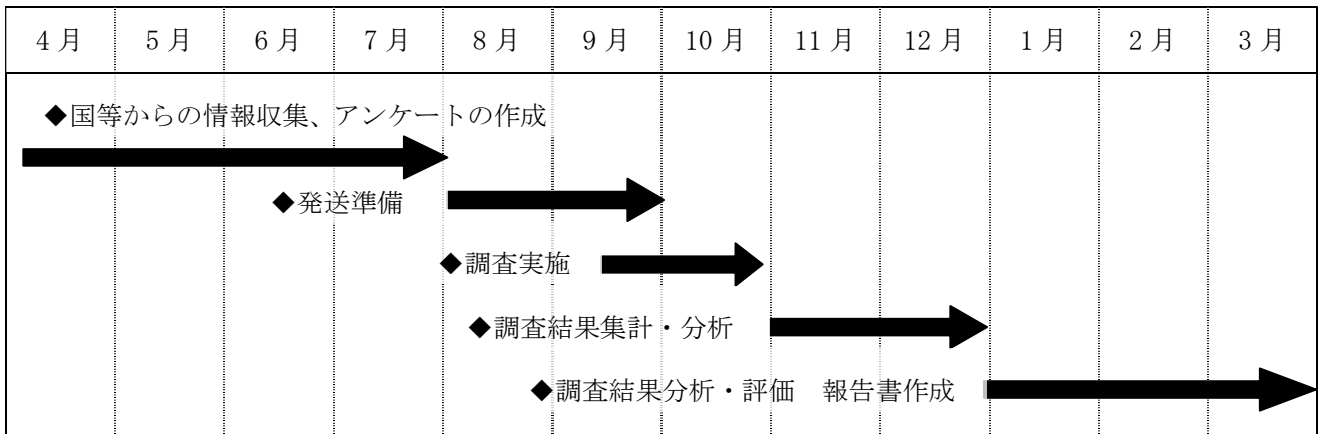 4月 5月 6月 7月 8月 9月 10月 11月 12月 1月 2月 3月
◆国等からの情報収集、アンケートの作成
◆発送準備
◆調査実施
◆調査結果集計・分析
◆調査結果分析・評価　報告書作成